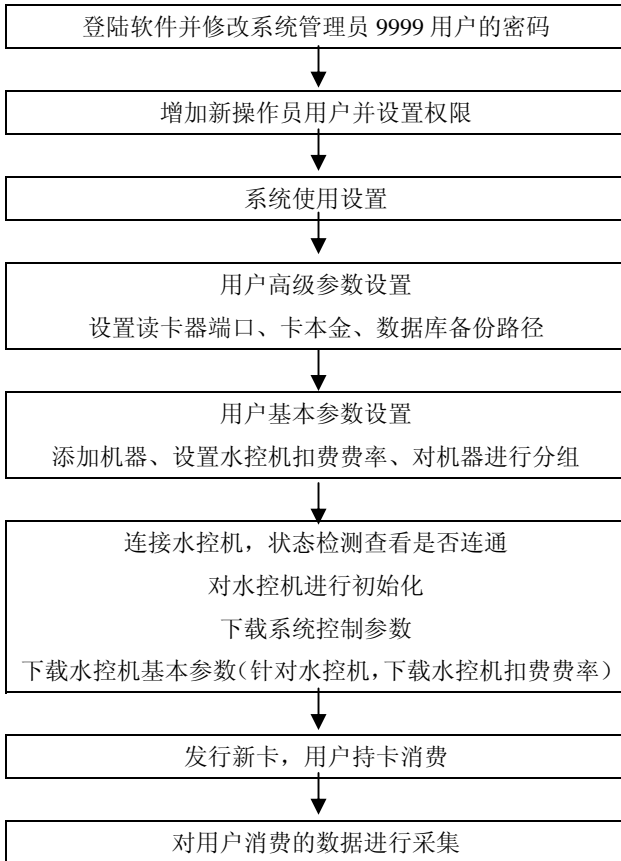 登陆软件并修改系统管理员 9999 用户的密码
增加新操作员用户并设置权限
系统使用设置
用户高级参数设置
设置读卡器端口、卡本金、数据库备份路径
用户基本参数设置
添加机器、设置水控机扣费费率、对机器进行分组
连接水控机，状态检测查看是否连通
对水控机进行初始化
下载系统控制参数
下载水控机基本参数（针对水控机，下载水控机扣费费率）
发行新卡，用户持卡消费
对用户消费的数据进行采集